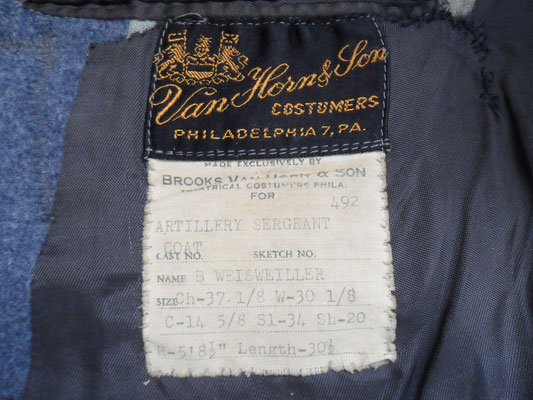 Van Horn & Son
COSTUMERS
PHILADELPHIA 7, PA.
MADE EXCLUSIVELY BY
BROOKS VAN HORN & SON
THEATRICAL COSTUMERS PHILA.
FOR
492
ARTILLERY SERGEANT
COAT
CAST NO. SKETCH NO.
NAME B WEISWEILLER
SIZE Ch-37 1/8 W-30 1/8
C-14 5/8 Sl-34 Sh-20
H-5'8½" Length-30½